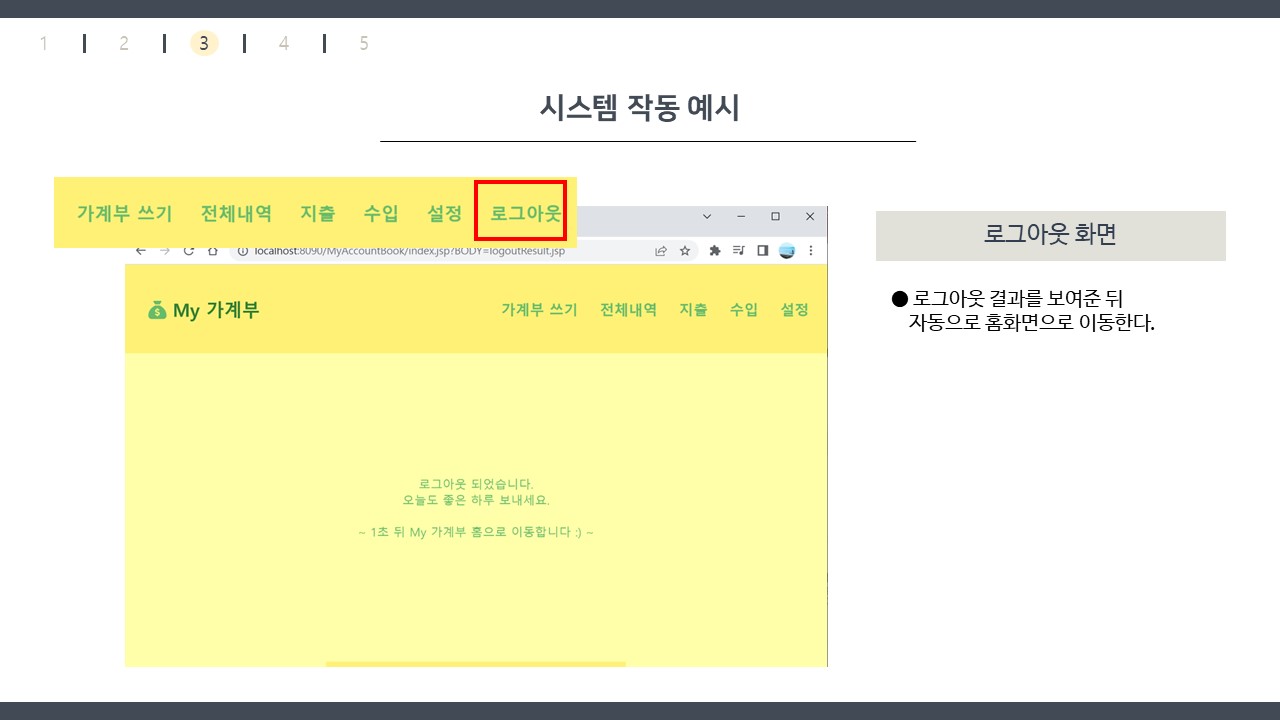 1 2 3 4 5
시스템 작동 예시
가계부 쓰기 전체내역 지출 수입 설정 로그아웃
localhost:8090/MyAccountBook/index.jsp?BODY=logoutResult.jsp
My 가계부 가계부 쓰기 전체내역 지출 수입 설정
로그아웃 되었습니다.
오늘도 좋은 하루 보내세요.
~ 1초 뒤 My 가계부 홈으로 이동합니다 :) ~
로그아웃 화면
● 로그아웃 결과를 보여준 뒤
자동으로 홈화면으로 이동한다.